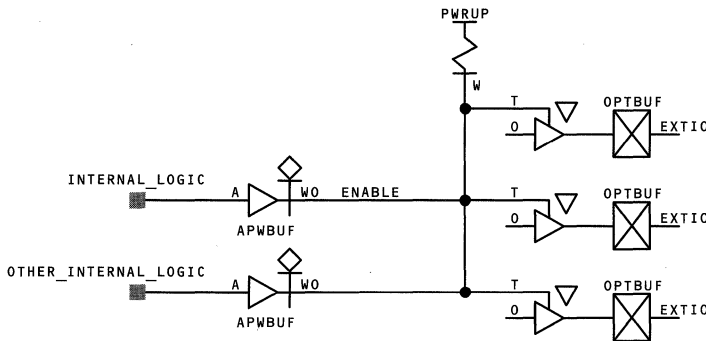 PWRUP
W
T OPTBUF
O EXTIO
INTERNAL_LOGIC
A WO ENABLE T OPTBUF
O EXTIO
APWBUF
OTHER_INTERNAL_LOGIC
A WO T OPTBUF
O EXTIO
APWBUF